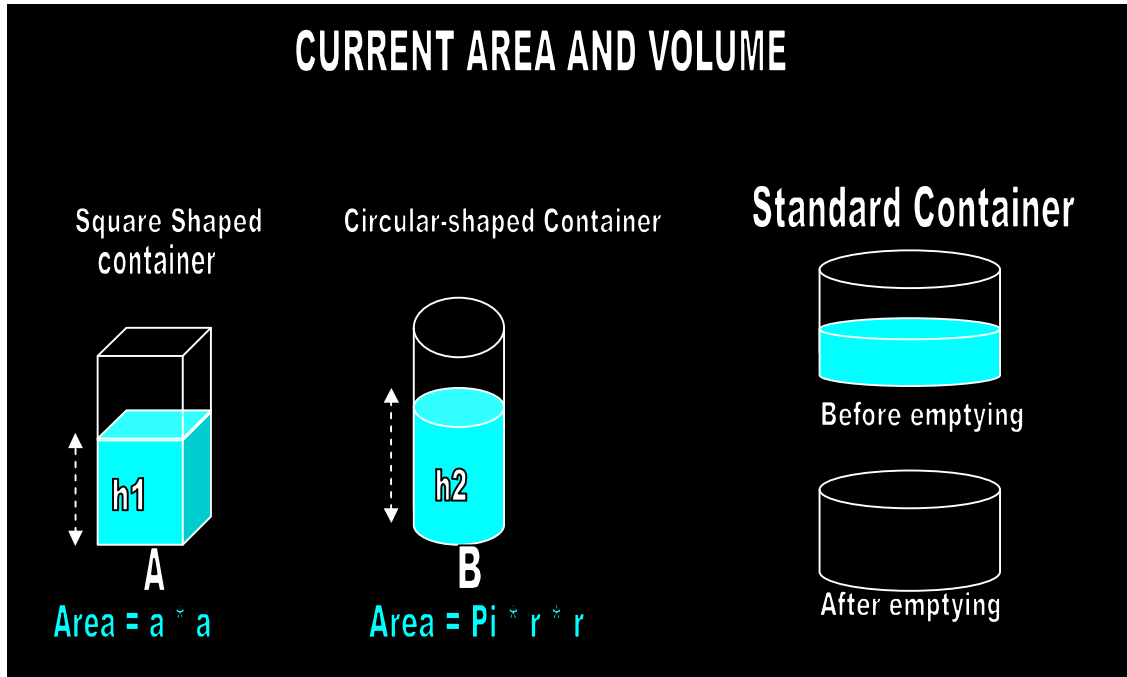 CURRENT AREA AND VOLUME
Square Shaped
container
Circular-shaped Container
Standard Container
Before emptying
h1
h2
A
B
After emptying
Area = a * a
Area = Pi * r * r